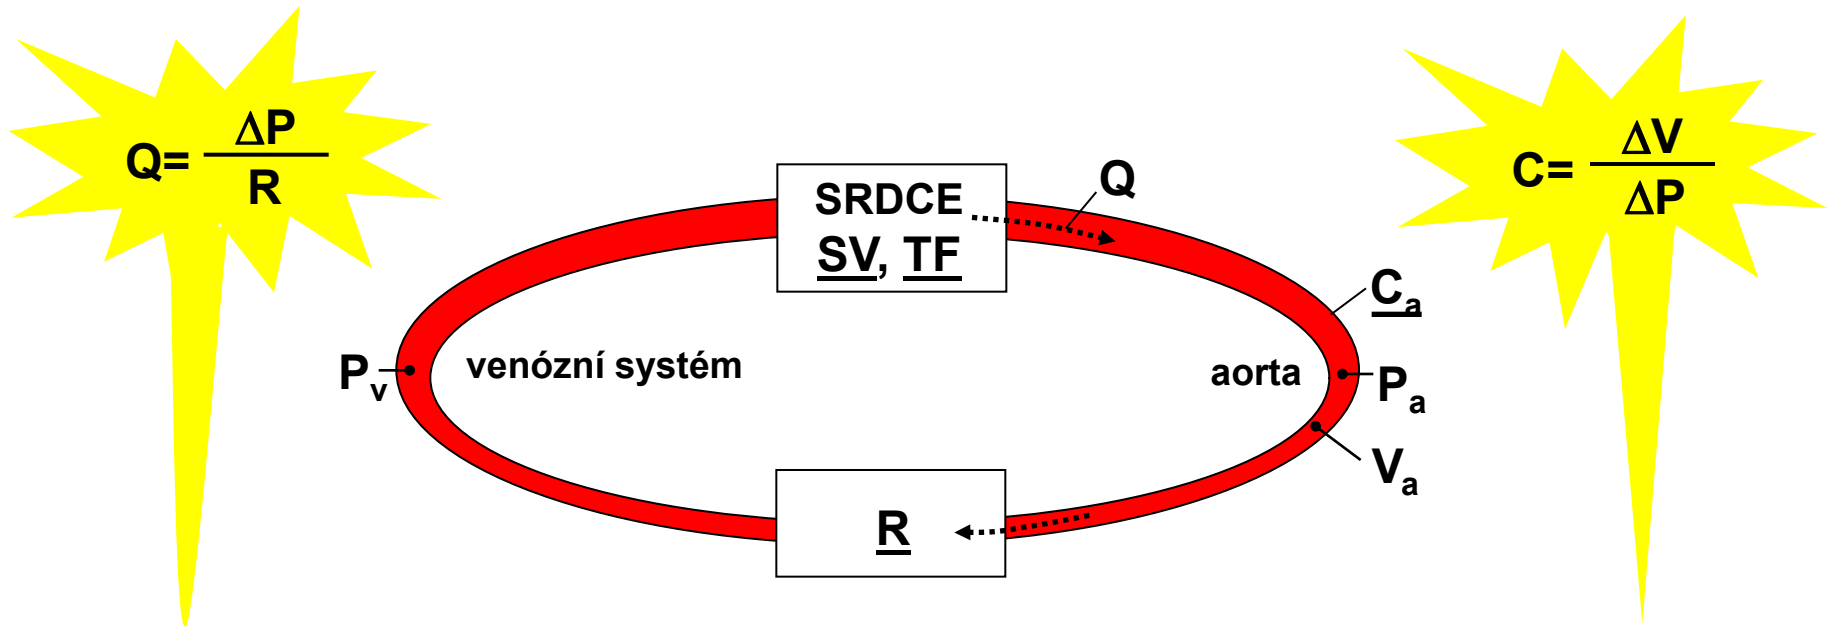 Q= ΔP
R
C= ΔV
ΔP
SRDCE
SV, TF
Q
Ca
Pv
venózní systém
aorta
Pa
Va
R